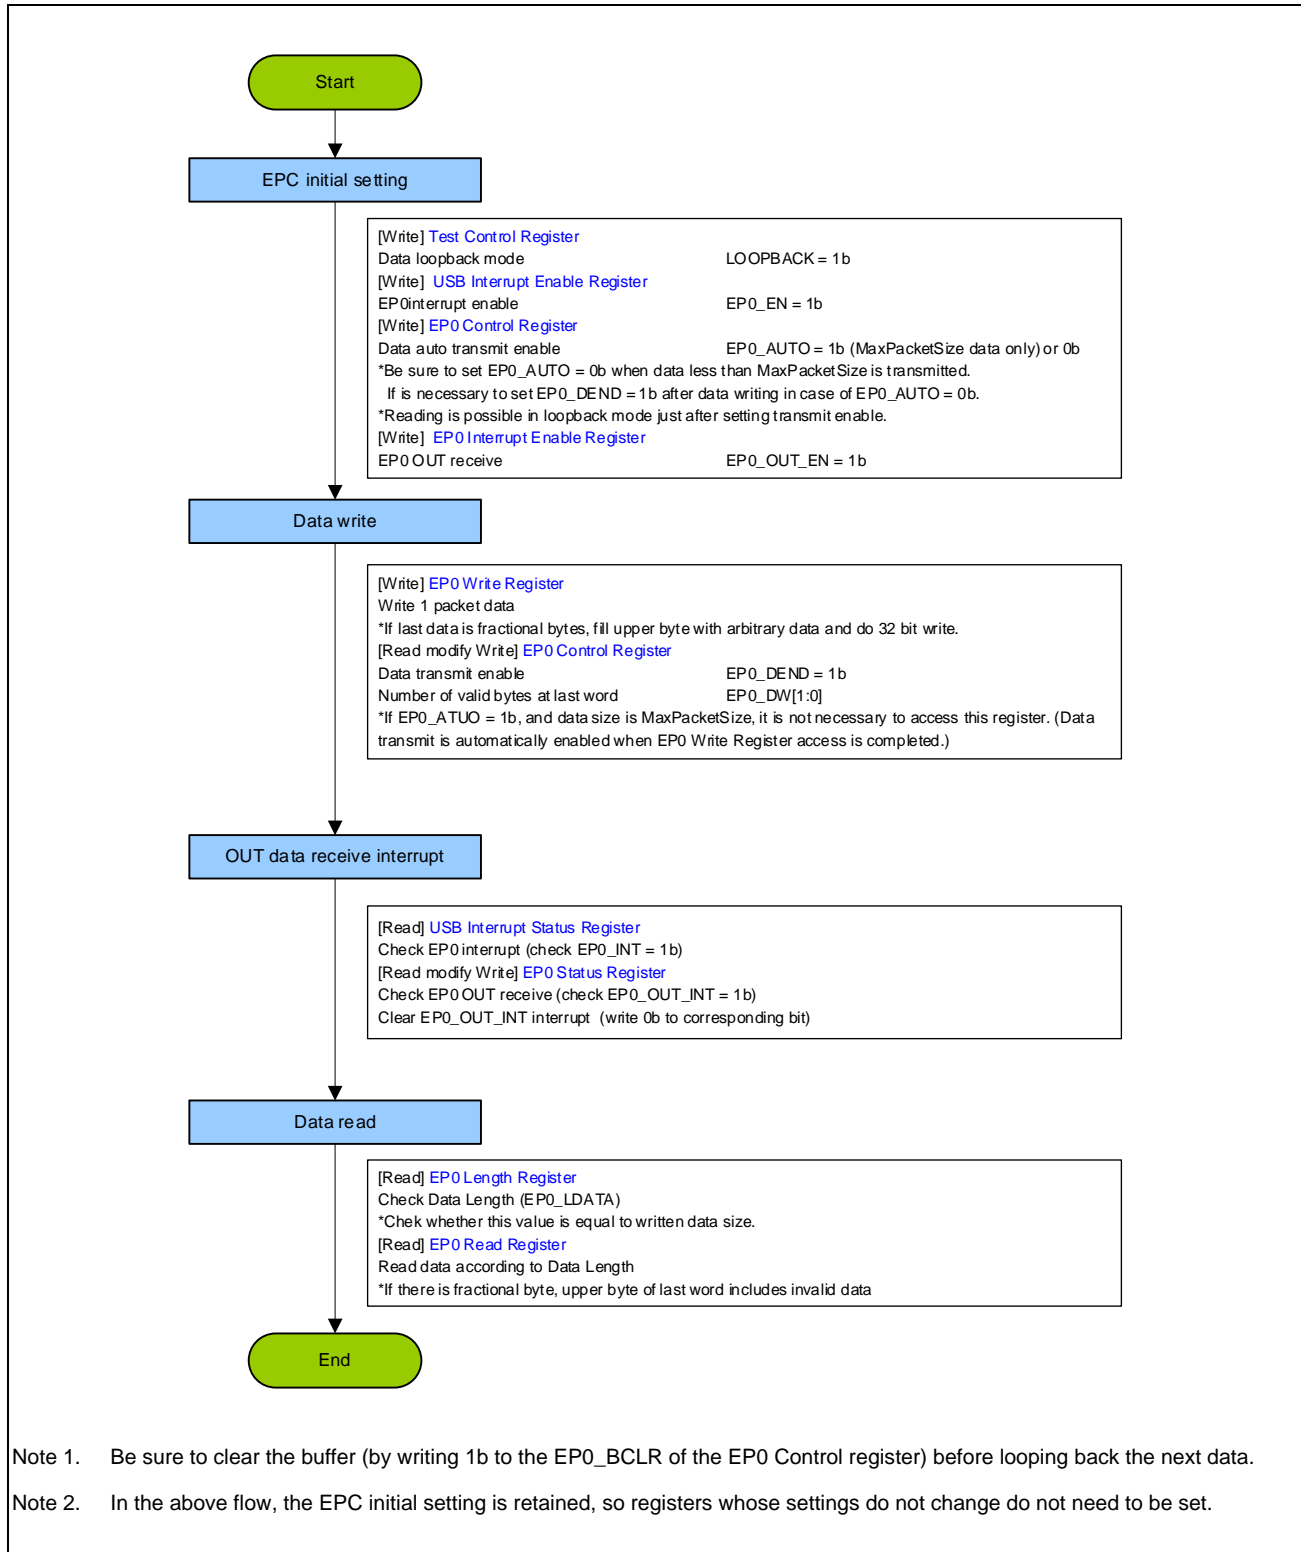 Start
EPC initial setting
[Write] Test Control Register
Data loopback mode LOOPBACK = 1b
[Write] USB Interrupt Enable Register
EP0interrupt enable EP0_EN = 1b
[Write] EP0 Control Register
Data auto transmit enable EP0_AUTO = 1b (MaxPacketSize data only) or 0b
*Be sure to set EP0_AUTO = 0b when data less than MaxPacketSize is transmitted.
If is necessary to set EP0_DEND = 1b after data writing in case of EP0_AUTO = 0b.
*Reading is possible in loopback mode just after setting transmit enable.
[Write] EP0 Interrupt Enable Register
EP0 OUT receive EP0_OUT_EN = 1b
Data write
[Write] EP0 Write Register
Write 1 packet data
*If last data is fractional bytes, fill upper byte with arbitrary data and do 32 bit write.
[Read modify Write] EP0 Control Register
Data transmit enable EP0_DEND = 1b
Number of valid bytes at last word EP0_DW[1:0]
*If EP0_ATUO = 1b, and data size is MaxPacketSize, it is not necessary to access this register. (Data
transmit is automatically enabled when EP0 Write Register access is completed.)
OUT data receive interrupt
[Read] USB Interrupt Status Register
Check EP0 interrupt (check EP0_INT = 1b)
[Read modify Write] EP0 Status Register
Check EP0 OUT receive (check EP0_OUT_INT = 1b)
Clear EP0_OUT_INT interrupt (write 0b to corresponding bit)
Data read
[Read] EP0 Length Register
Check Data Length (EP0_LDATA)
*Chek whether this value is equal to written data size.
[Read] EP0 Read Register
Read data according to Data Length
*If there is fractional byte, upper byte of last word includes invalid data
End
Note 1. Be sure to clear the buffer (by writing 1b to the EP0_BCLR of the EP0 Control register) before looping back the next data.
Note 2. In the above flow, the EPC initial setting is retained, so registers whose settings do not change do not need to be set.